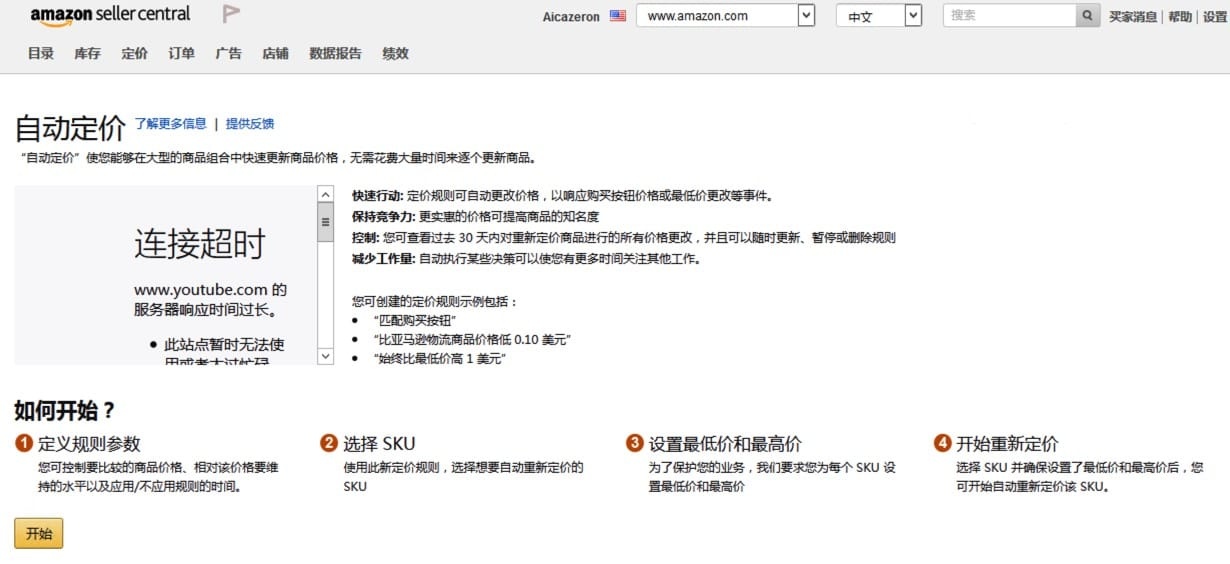 amazon seller central
Aicazeron www.amazon.com 中文 搜索 买家消息 | 帮助 | 设置
目录 库存 定价 订单 广告 店铺 数据报告 绩效
自动定价 了解更多信息 | 提供反馈
“自动定价”使您能够在大型的商品组合中快速更新商品价格，无需花费大量时间来逐个更新商品。
连接超时
www.youtube.com 的
服务器响应时间过长。
• 此站点暂时无法使
用或者太过忙碌
快速行动: 定价规则可自动更改价格，以响应购买按钮价格或最低价更改等事件。
保持竞争力: 更实惠的价格可提高商品的知名度
控制: 您可查看过去 30 天内对重新定价商品进行的所有价格更改，并且可以随时更新、暂停或删除规则
减少工作量: 自动执行某些决策可以使您有更多时间关注其他工作。
您可创建的定价规则示例包括：
• “匹配购买按钮”
• “比亚马逊物流商品价格低 0.10 美元”
• “始终比最低价高 1 美元”
如何开始？
1 定义规则参数
您可控制要比较的商品价格、相对该价格要维
持的水平以及应用/不应用规则的时间。
2 选择 SKU
使用此新定价规则，选择想要自动重新定价的
SKU
3 设置最低价和最高价
为了保护您的业务，我们要求您为每个 SKU 设
置最低价和最高价
4 开始重新定价
选择 SKU 并确保设置了最低价和最高价后，您
可开始自动重新定价该 SKU。
开始